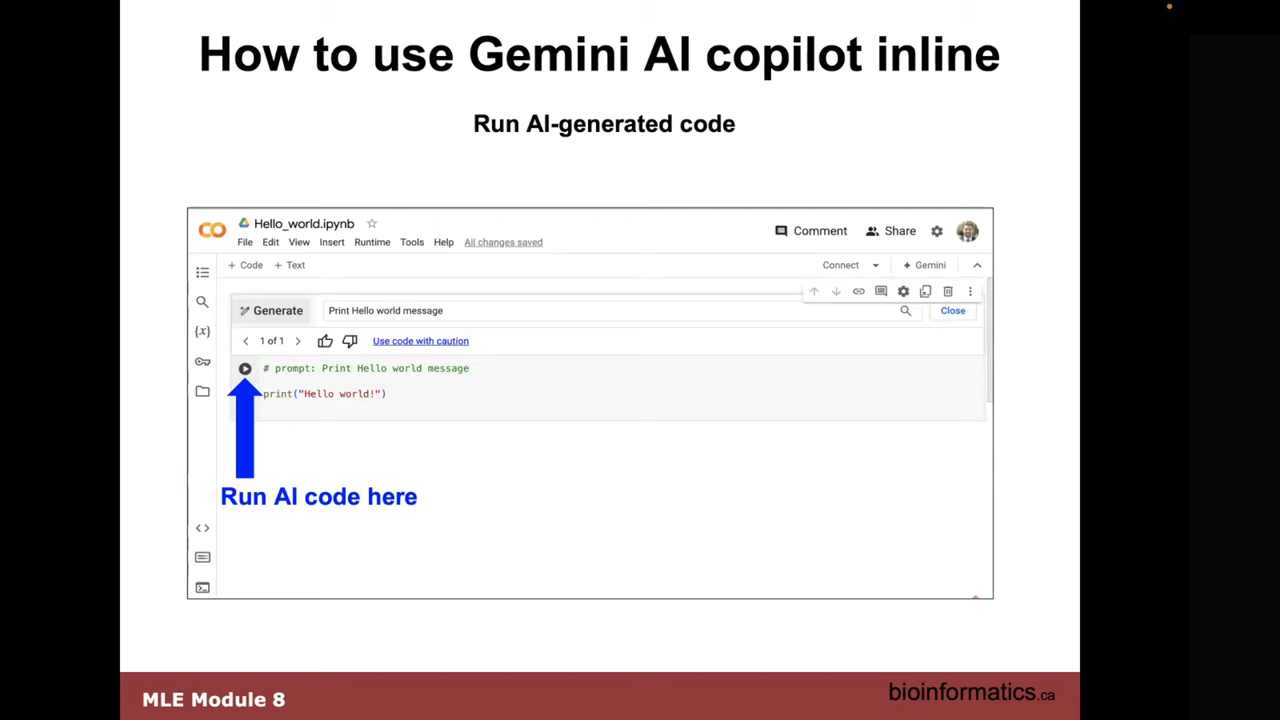 How to use Gemini AI copilot inline
Run AI-generated code
Hello_world.ipynb
Comment
Share
File Edit View Insert Runtime Tools Help All changes saved
+ Code + Text
Connect
Gemini
Generate
Print Hello world message
Close
1 of 1
Use code with caution
# prompt: Print Hello world message
print("Hello world!")
Run AI code here
MLE Module 8
bioinformatics.ca